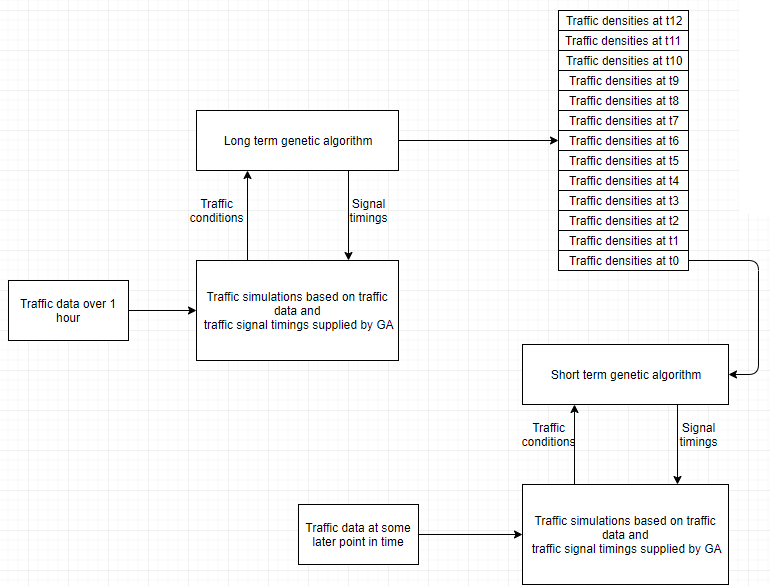 Traffic densities at t12
Traffic densities at t11
Traffic densities at t10
Traffic densities at t9
Traffic densities at t8
Traffic densities at t7
Traffic densities at t6
Traffic densities at t5
Traffic densities at t4
Traffic densities at t3
Traffic densities at t2
Traffic densities at t1
Traffic densities at t0
Long term genetic algorithm
Traffic
conditions
Signal
timings
Traffic data over 1
hour
Traffic simulations based on traffic
data and
traffic signal timings supplied by GA
Short term genetic algorithm
Traffic
conditions
Signal
timings
Traffic data at some
later point in time
Traffic simulations based on traffic
data and
traffic signal timings supplied by GA